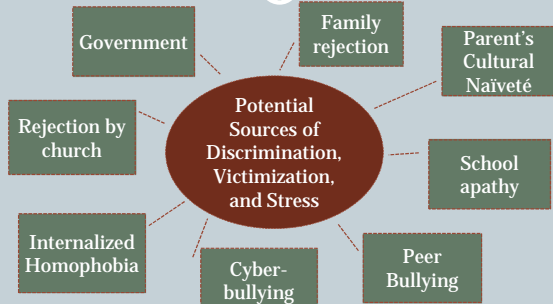 Government
Family
rejection
Parent's
Cultural
Naïveté
Rejection by
church
Potential
Sources of
Discrimination,
Victimization,
and Stress
School
apathy
Internalized
Homophobia
Cyber-
bullying
Peer
Bullying